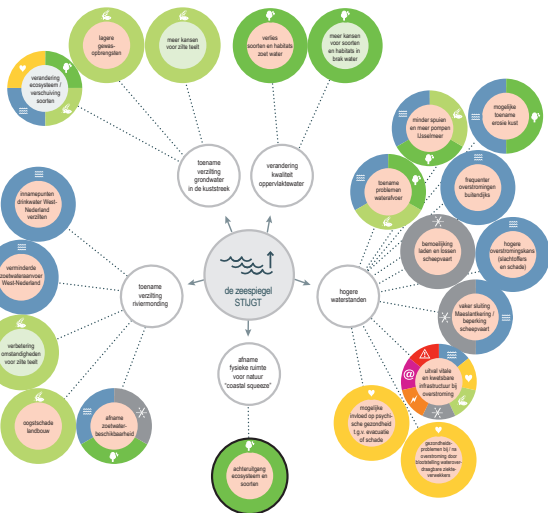 lagere
gewas-
opbrengsten
meer kansen
voor zilte teelt
verlies
soorten en habitats
zoet water
meer kansen
voor soorten
en habitats in
brak water
verandering
ecosysteem /
verschuiving
soorten
toename
verzilting
grondwater
in de kuststreek
verandering
kwaliteit
oppervlaktewater
minder spuien
en meer pompen
IJsselmeer
mogelijke
toename
erosie kust
toename
problemen
waterafvoer
frequenter
overstromingen
buitendijks
innamepunten
drinkwater West-
Nederland
verzilten
bemoeilijking
laden en lossen
scheepvaart
hogere
overstromingskans
(slachtoffers
en schade)
verminderde
zoetwateraanvoer
West-Nederland
toename
verzilting
riviermonding
de zeespiegel
STIJGT
hogere
waterstanden
vaker sluiting
Maeslantkering /
beperking
scheepvaart
verbetering
omstandigheden
voor zilte teelt
afname
fysieke ruimte
voor natuur
"coastal squeeze"
uitval vitale
en kwetsbare
infrastructuur bij
overstroming
@
oogstschade
landbouw
afname
zoetwater-
beschikbaarheid
mogelijke
invloed op psychi-
sche gezondheid
t.g.v. evacuatie
of schade
gezondheids-
problemen bij / na
overstroming door
blootstelling waterover-
draagbare ziekte-
verwekkers
achteruitgang
ecosysteem en
soorten